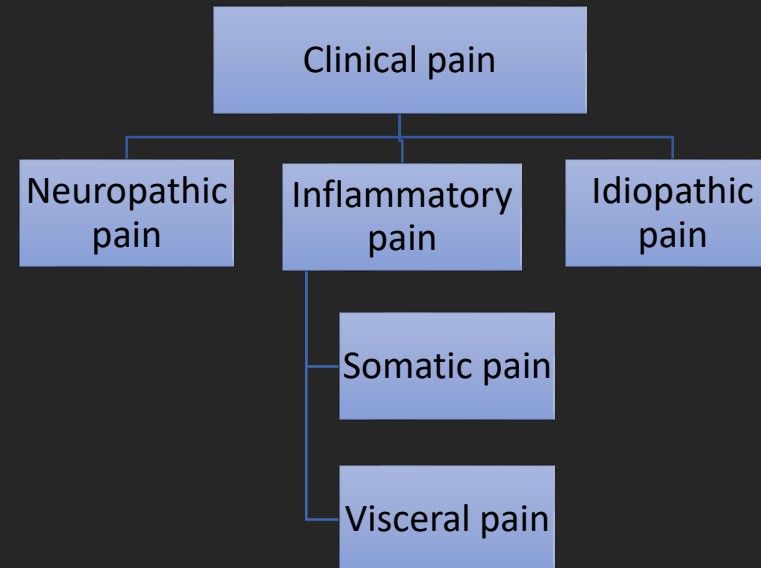 Clinical pain
Neuropathic
pain
Inflammatory
pain
Idiopathic
pain
Somatic pain
Visceral pain